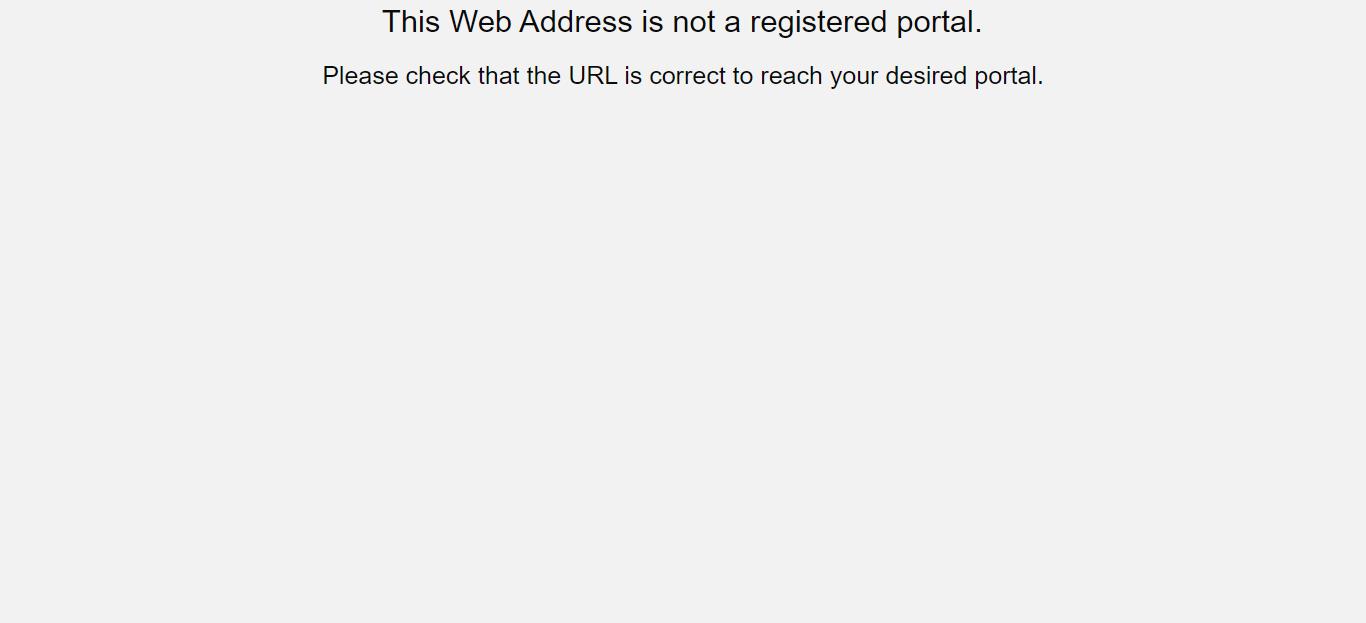 This Web Address is not a registered portal.
Please check that the URL is correct to reach your desired portal.